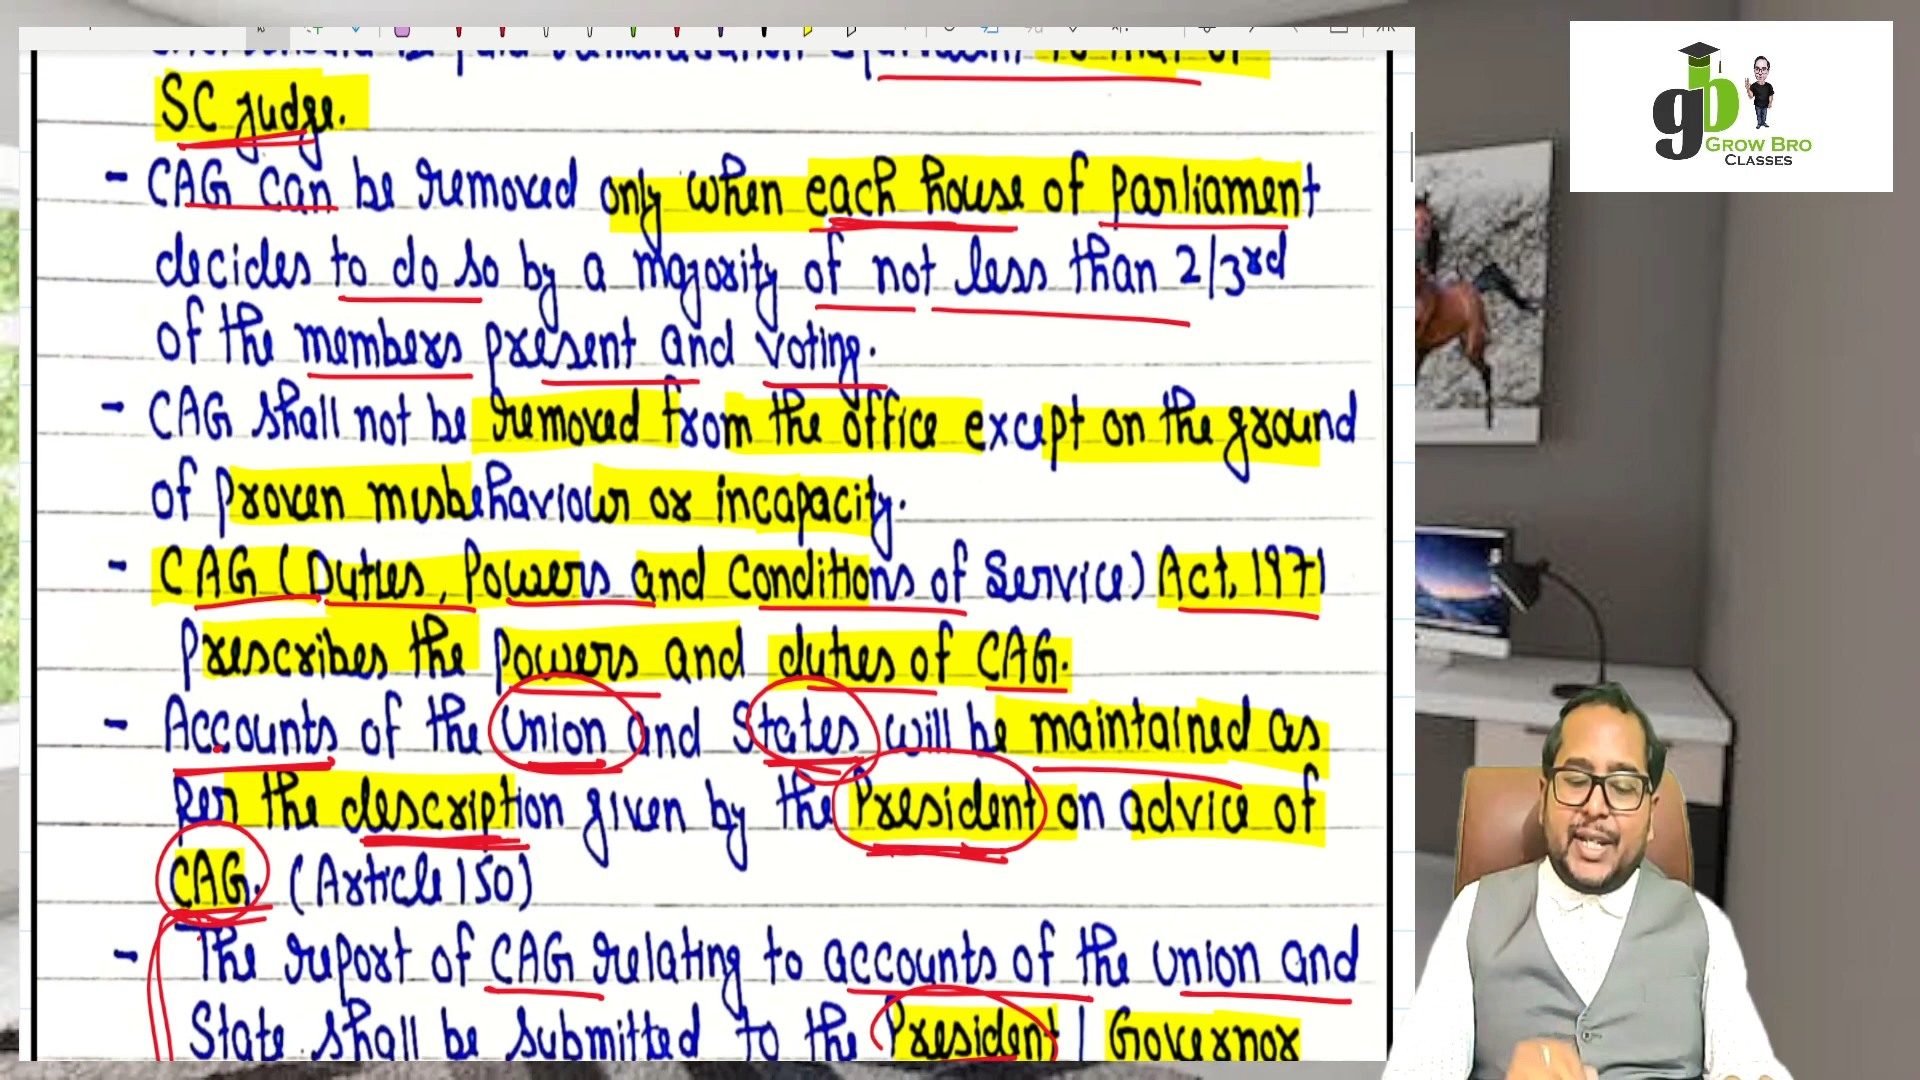 SC judge.
- CAG can be removed only when each house of parliament
decides to do so by a majority of not less than 2/3rd
of the members present and voting.
- CAG shall not be removed from the office except on the ground
of proven misbehaviour or incapacity.
- CAG (Duties, Powers and Conditions of Service) Act, 1971
Prescribes the powers and duties of CAG.
- Accounts of the Union and States will be maintained as
per the description given by the President on advice of
CAG. (Article 150)
- The report of CAG relating to accounts of the union and
State shall be submitted to the President / Governor
gb
GROW BRO
CLASSES